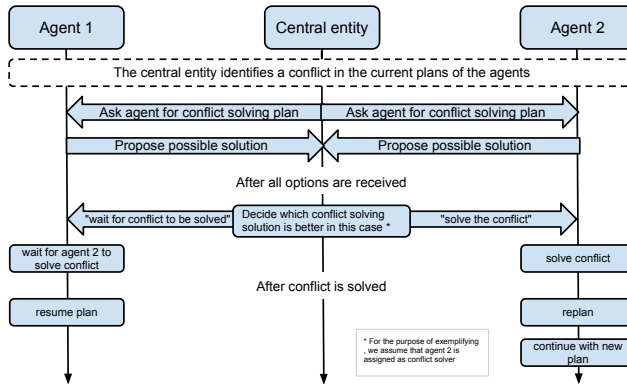 Agent 1
Central entity
Agent 2
The central entity identifies a conflict in the current plans of the agents
Ask agent for conflict solving plan
Ask agent for conflict solving plan
Propose possible solution
Propose possible solution
After all options are received
"wait for conflict to be solved"
Decide which conflict solving
solution is better in this case *
"solve the conflict"
wait for agent 2 to
solve conflict
solve conflict
After conflict is solved
resume plan
replan
* For the purpose of exemplifying
, we assume that agent 2 is
assigned as conflict solver
continue with new
plan